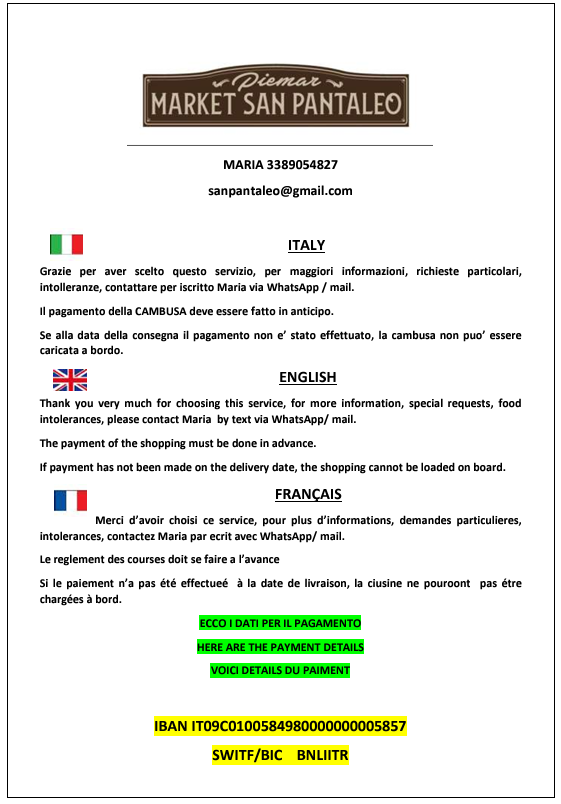 Piemar
MARKET SAN PANTALEO
MARIA 3389054827
sanpantaleo@gmail.com
ITALY
Grazie per aver scelto questo servizio, per maggiori informazioni, richieste particolari,
intolleranze, contattare per iscritto Maria via WhatsApp / mail.
Il pagamento della CAMBUSA deve essere fatto in anticipo.
Se alla data della consegna il pagamento non e’ stato effettuato, la cambusa non puo’ essere
caricata a bordo.
ENGLISH
Thank you very much for choosing this service, for more information, special requests, food
intolerances, please contact Maria by text via WhatsApp/ mail.
The payment of the shopping must be done in advance.
If payment has not been made on the delivery date, the shopping cannot be loaded on board.
FRANÇAIS
Merci d’avoir choisi ce service, pour plus d’informations, demandes particulieres,
intolerances, contactez Maria par ecrit avec WhatsApp/ mail.
Le reglement des courses doit se faire a l’avance
Si le paiement n’a pas été effectueé à la date de livraison, la ciusine ne pouroont pas étre
chargées à bord.
ECCO I DATI PER IL PAGAMENTO
HERE ARE THE PAYMENT DETAILS
VOICI DETAILS DU PAIMENT
IBAN IT09C0100584980000000005857
SWITF/BIC BNLIITR